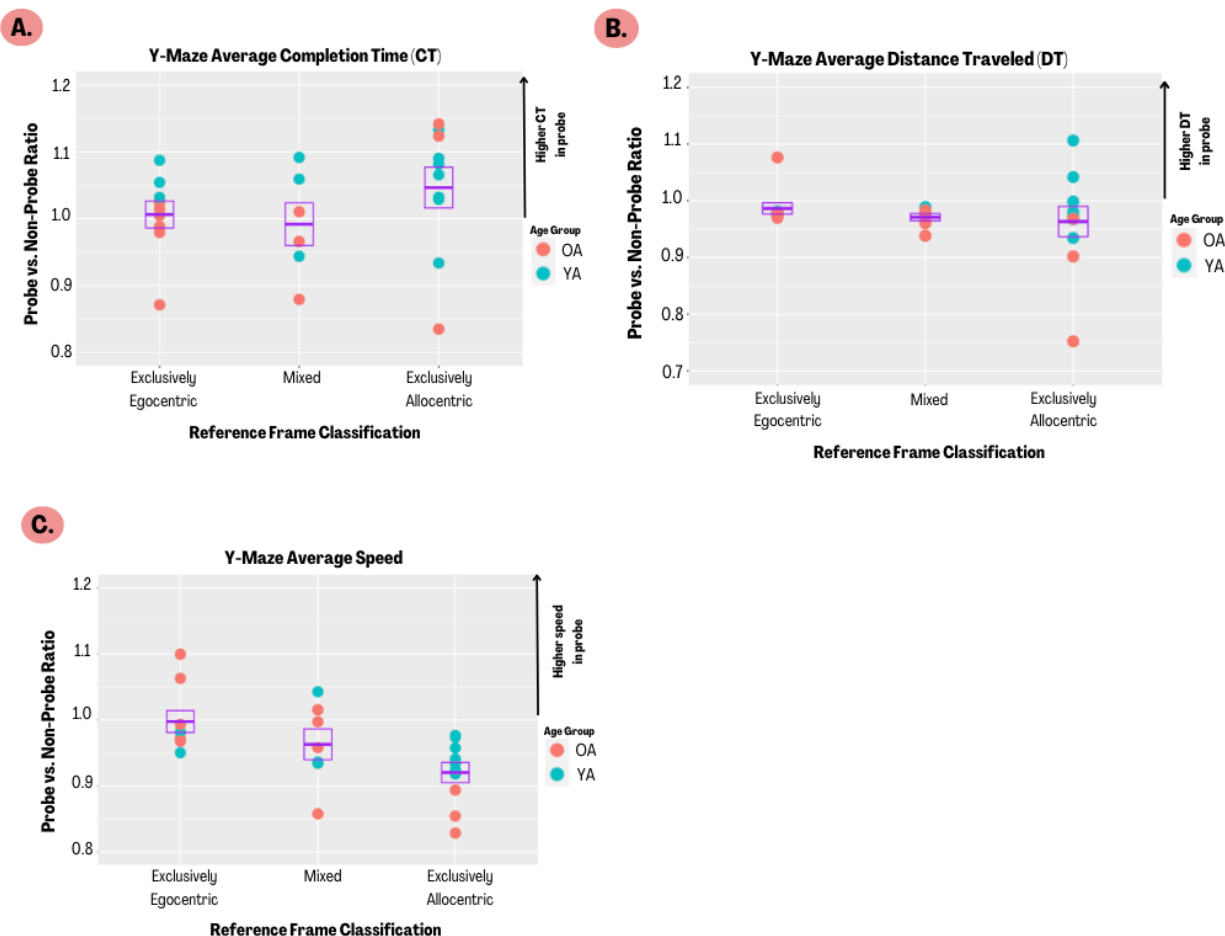 A.
Y-Maze Average Completion Time (CT)
Probe vs. Non-Probe Ratio
1.2
1.1
1.0
0.9
0.8
Exclusively
Egocentric
Mixed
Exclusively
Allocentric
Reference Frame Classification
Higher CT
in probe
Age Group
OA
YA
B.
Y-Maze Average Distance Traveled (DT)
Probe vs. Non-Probe Ratio
1.2
1.1
1.0
0.9
0.8
0.7
Exclusively
Egocentric
Mixed
Exclusively
Allocentric
Reference Frame Classification
Higher DT
in probe
Age Group
OA
YA
C.
Y-Maze Average Speed
Probe vs. Non-Probe Ratio
1.2
1.1
1.0
0.9
0.8
Exclusively
Egocentric
Mixed
Exclusively
Allocentric
Reference Frame Classification
Higher speed
in probe
Age Group
OA
YA